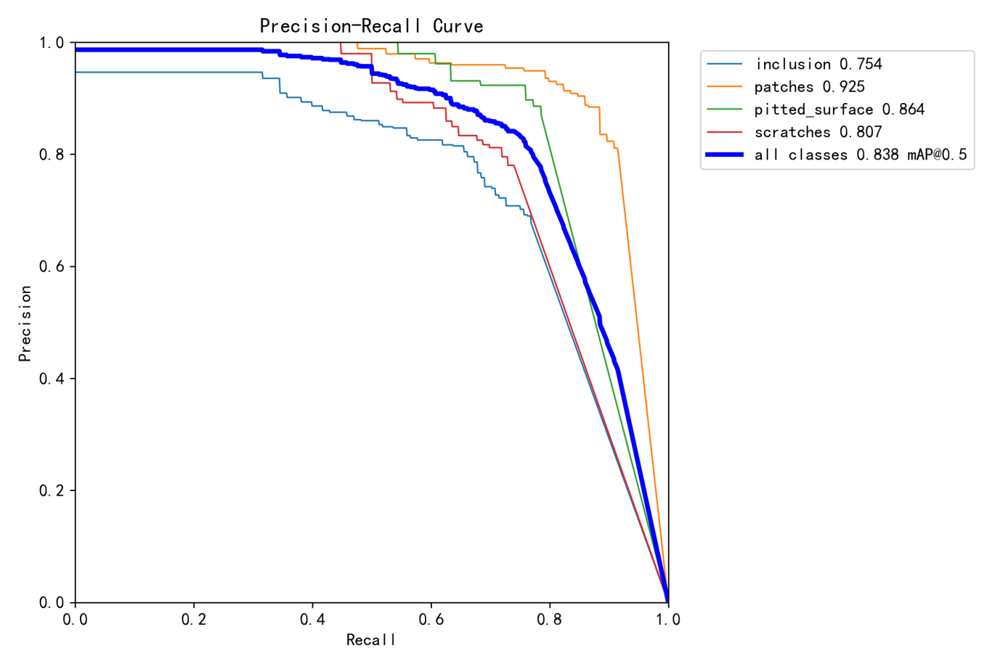 Precision-Recall Curve
1.0
0.8
0.6
0.4
0.2
0.0
Precision
0.0 0.2 0.4 0.6 0.8 1.0
Recall
inclusion 0.754
patches 0.925
pitted_surface 0.864
scratches 0.807
all classes 0.838 mAP@0.5